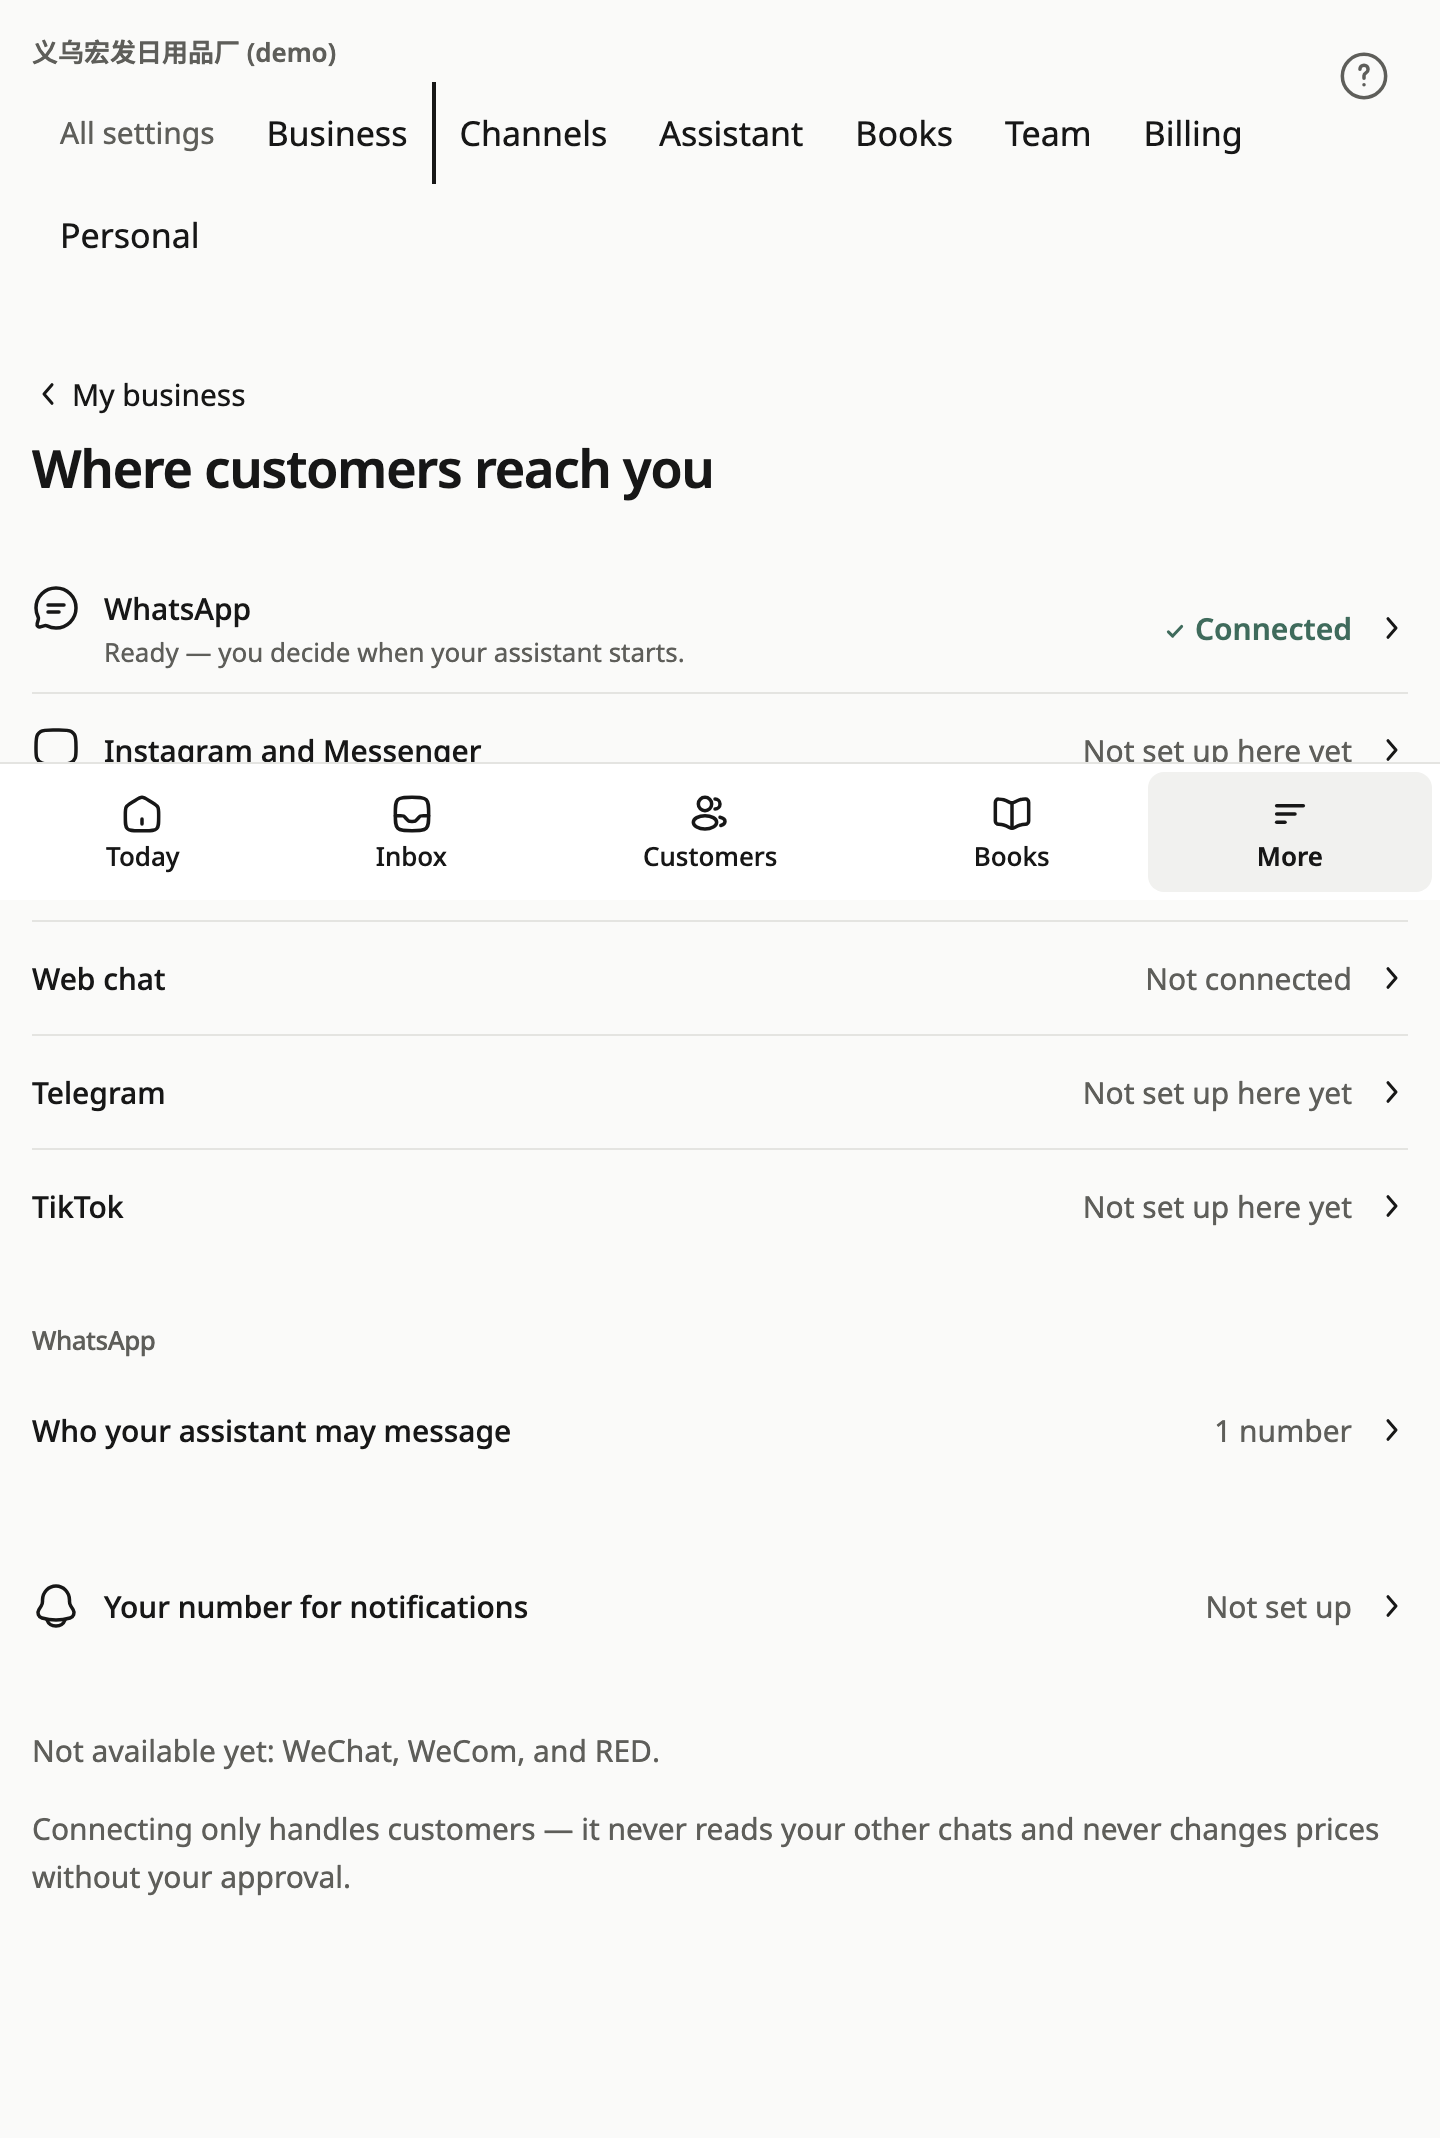 义乌宏发日用品厂 (demo)
All settings
Business
Channels
Assistant
Books
Team
Billing
Personal
My business
Where customers reach you
WhatsApp
Connected
Ready — you decide when your assistant starts.
Instagram and Messenger
Not set up here yet
Today
Inbox
Customers
Books
More
Web chat
Not connected
Telegram
Not set up here yet
TikTok
Not set up here yet
WhatsApp
Who your assistant may message
1 number
Your number for notifications
Not set up
Not available yet: WeChat, WeCom, and RED.
Connecting only handles customers — it never reads your other chats and never changes prices
without your approval.